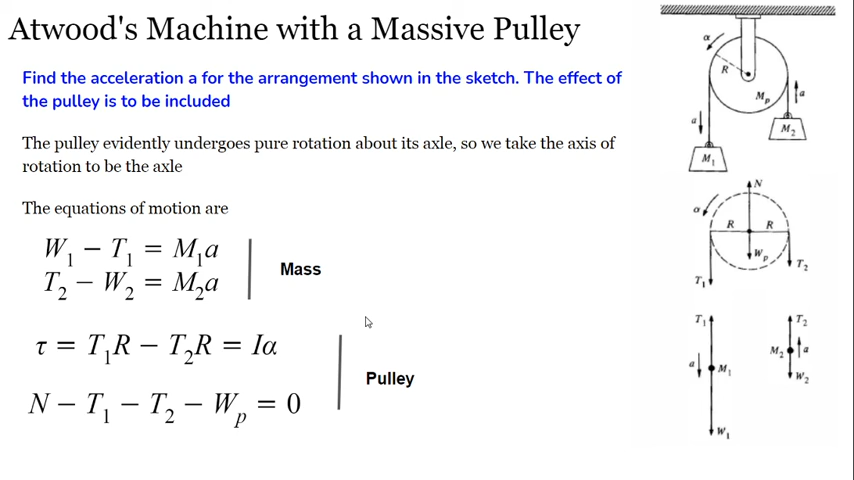 Atwood's Machine with a Massive Pulley
Find the acceleration a for the arrangement shown in the sketch. The effect of
the pulley is to be included
The pulley evidently undergoes pure rotation about its axle, so we take the axis of
rotation to be the axle
The equations of motion are
W₁ − T₁ = M₁a
T₂ − W₂ = M₂a
Mass
τ = T₁R − T₂R = Iα
Pulley
N − T₁ − T₂ − Wₚ = 0
α
R
Mₚ
a
a
M₂
M₁
N
α
R
R
Wₚ
T₂
T₁
T₁
T₂
a
M₁
M₂
a
W₂
W₁